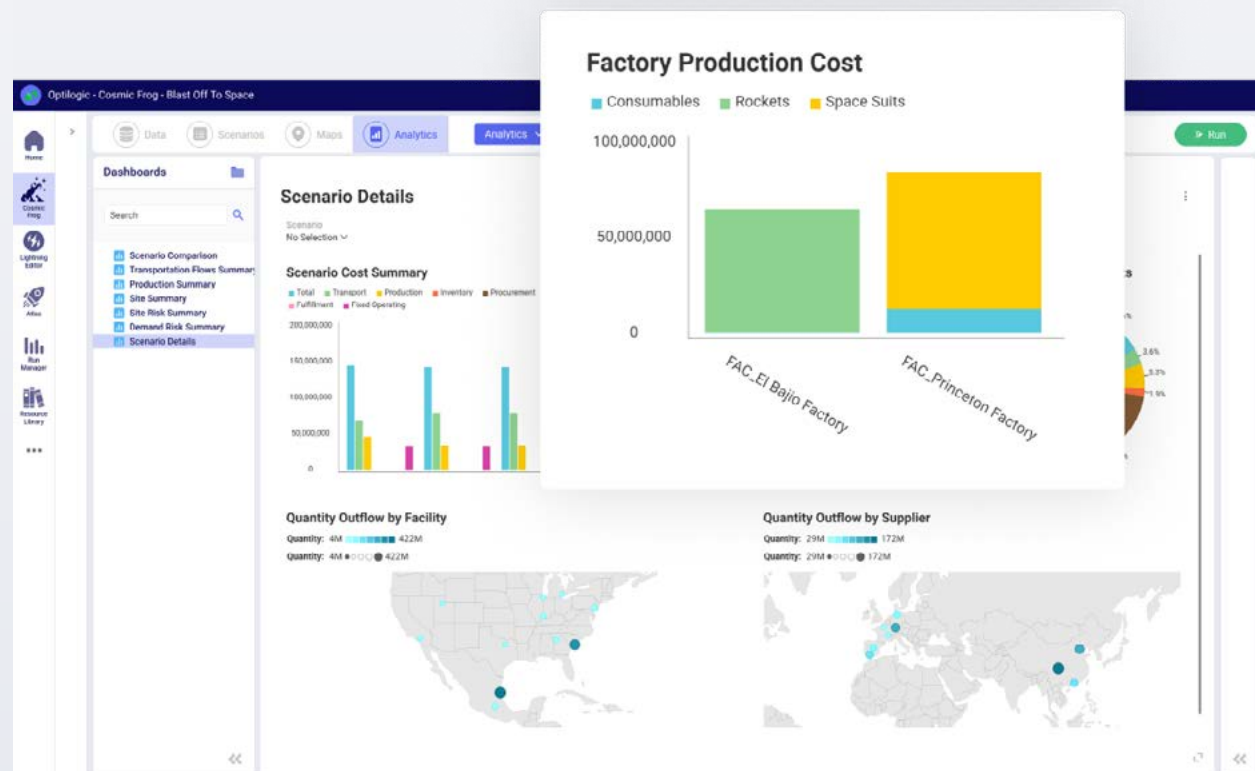 Factory Production Cost
Consumables Rockets Space Suits
100,000,000
50,000,000
0
FAC_El Bajio Factory
FAC_Princeton Factory
Optilogic - Cosmic Frog - Blast Off To Space
Data Scenarios Maps Analytics Analytics Run
Home
Cosmic Frog
Lightning Editor
Atlas
Run Manager
Resource Library
Dashboards
Search
Scenario Comparison
Transportation Flows Summary
Production Summary
Site Summary
Site Risk Summary
Demand Risk Summary
Scenario Details
Scenario Details
Scenario
No Selection
Scenario Cost Summary
Total Transport Production Inventory Procurement
Fulfillment Fixed Operating
200,000,000
150,000,000
100,000,000
50,000,000
0
3.6%
5.3%
1.9%
Quantity Outflow by Facility
Quantity: 4M 422M
Quantity: 4M 422M
Quantity Outflow by Supplier
Quantity: 29M 172M
Quantity: 29M 172M